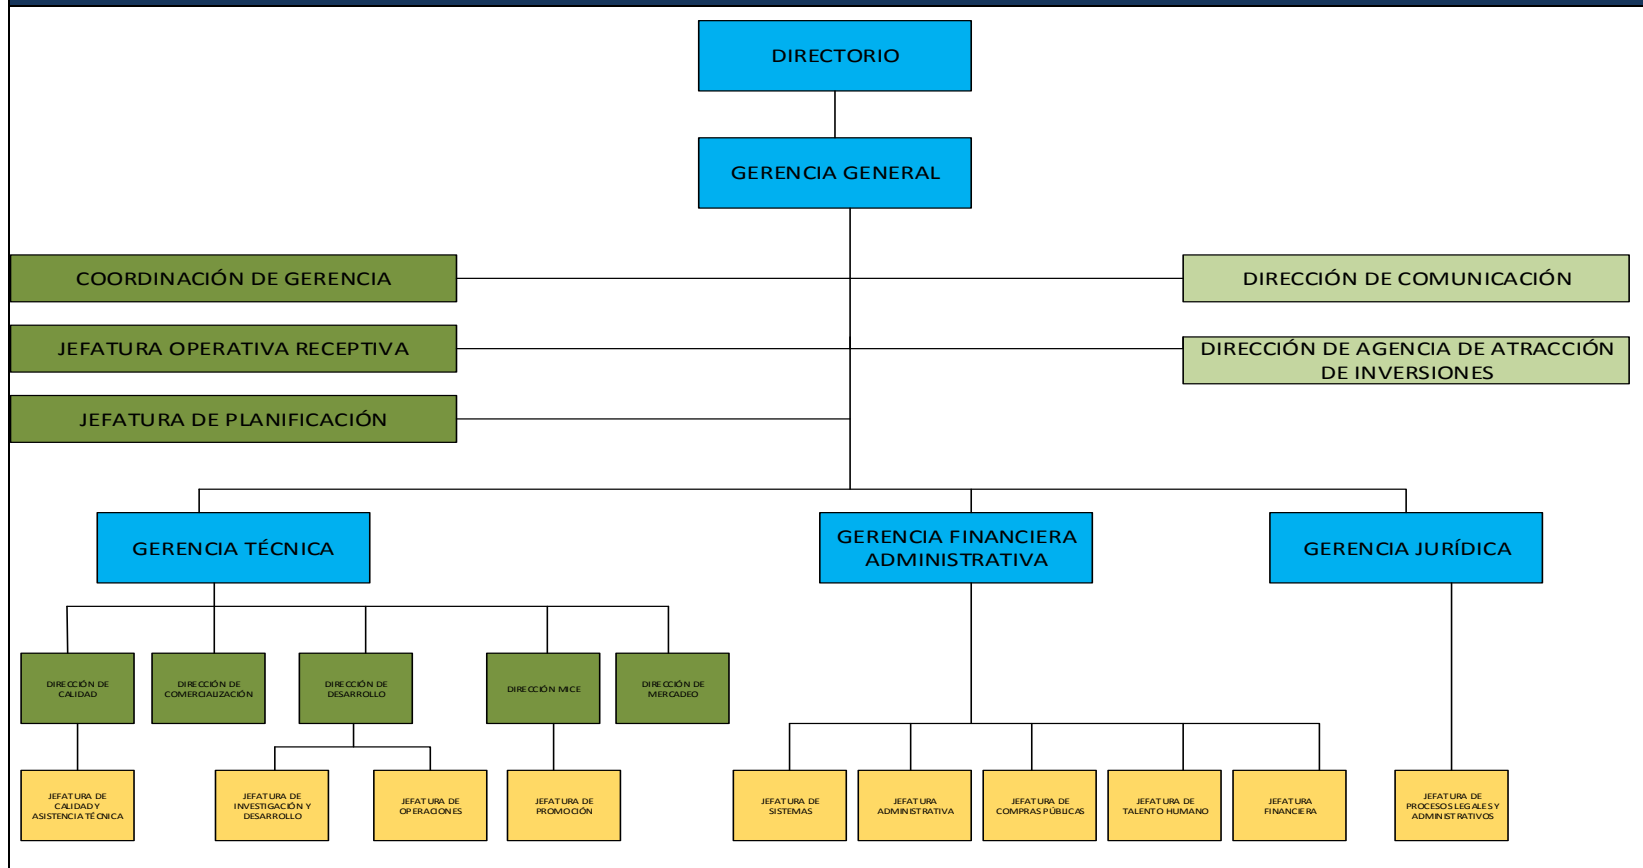 DIRECTORIO
GERENCIA GENERAL
COORDINACIÓN DE GERENCIA
DIRECCIÓN DE COMUNICACIÓN
JEFATURA OPERATIVA RECEPTIVA
DIRECCIÓN DE AGENCIA DE ATRACCIÓN
DE INVERSIONES
JEFATURA DE PLANIFICACIÓN
GERENCIA TÉCNICA
GERENCIA FINANCIERA
ADMINISTRATIVA
GERENCIA JURÍDICA
DIRECCIÓN DE
CALIDAD
DIRECCIÓN DE
COMERCIALIZACIÓN
DIRECCIÓN DE
DESARROLLO
DIRECCIÓN MICE
DIRECCIÓN DE
MERCADEO
JEFATURA DE
CALIDAD Y
ASISTENCIA TÉCNICA
JEFATURA DE
INVESTIGACIÓN Y
DESARROLLO
JEFATURA DE
OPERACIONES
JEFATURA DE
PROMOCIÓN
JEFATURA DE
SISTEMAS
JEFATURA
ADMINISTRATIVA
JEFATURA DE
COMPRAS PÚBLICAS
JEFATURA DE
TALENTO HUMANO
JEFATURA
FINANCIERA
JEFATURA DE
PROCESOS LEGALES Y
ADMINISTRATIVOS